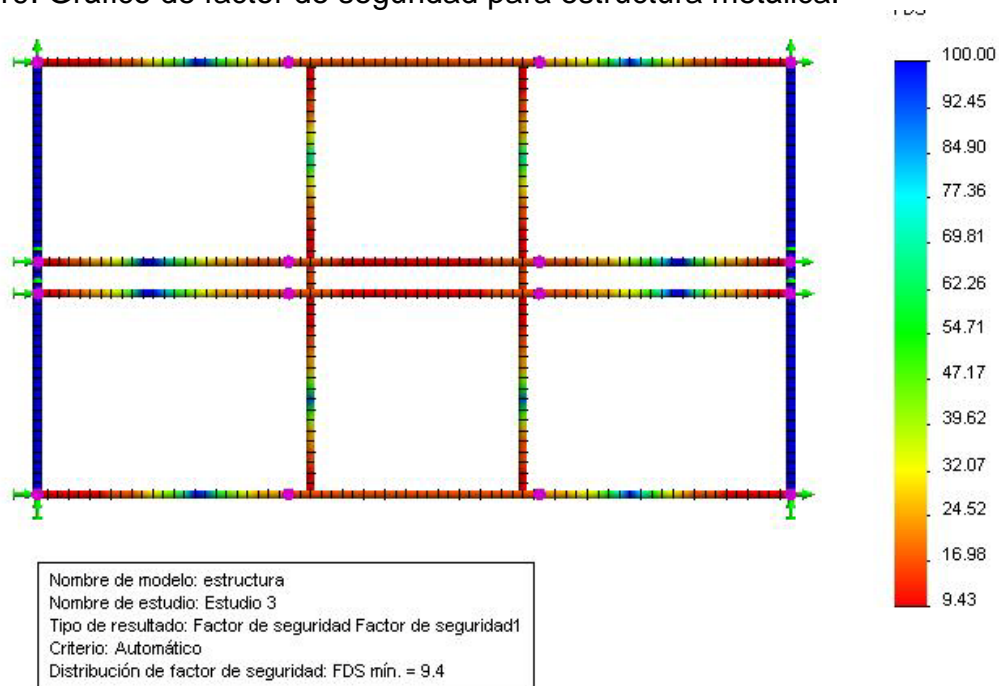 Gráfico de factor de seguridad para estructura metálica.
100.00
92.45
84.90
77.36
69.81
62.26
54.71
47.17
39.62
32.07
24.52
16.98
9.43
Nombre de modelo: estructura
Nombre de estudio: Estudio 3
Tipo de resultado: Factor de seguridad Factor de seguridad1
Criterio: Automático
Distribución de factor de seguridad: FDS mín. = 9.4